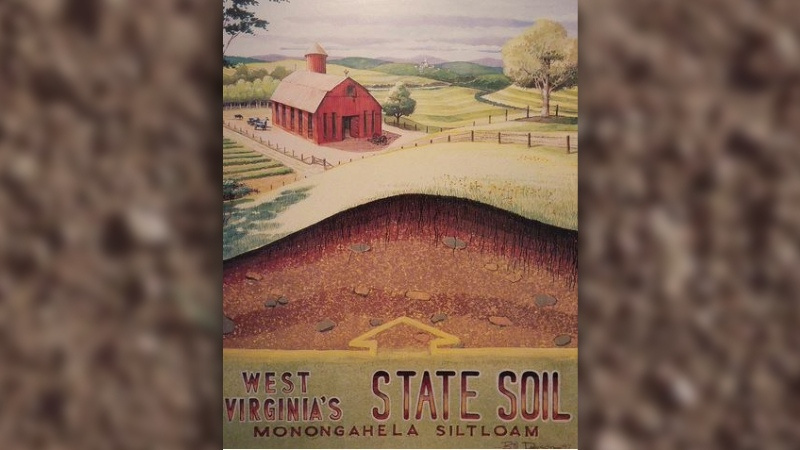 WEST
VIRGINIA'S
STATE SOIL
MONONGAHELA SILTLOAM